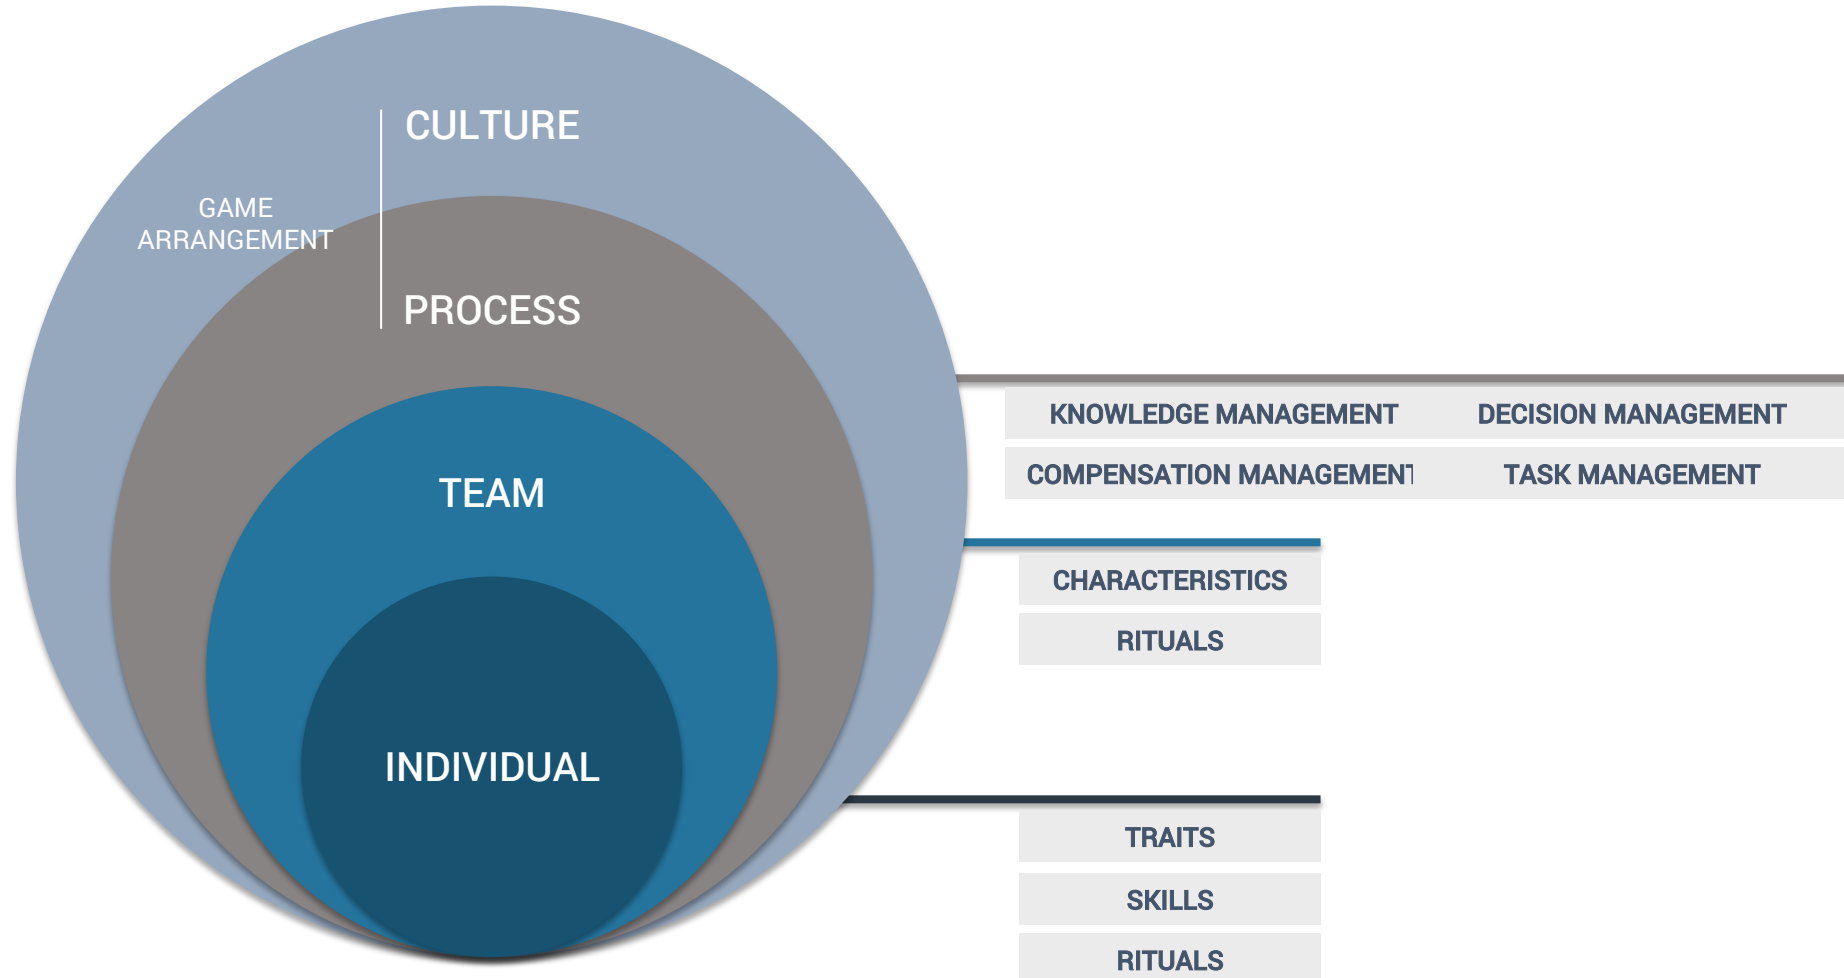 CULTURE
GAME
ARRANGEMENT
PROCESS
TEAM
INDIVIDUAL
KNOWLEDGE MANAGEMENT DECISION MANAGEMENT
COMPENSATION MANAGEMENT TASK MANAGEMENT
CHARACTERISTICS
RITUALS
TRAITS
SKILLS
RITUALS